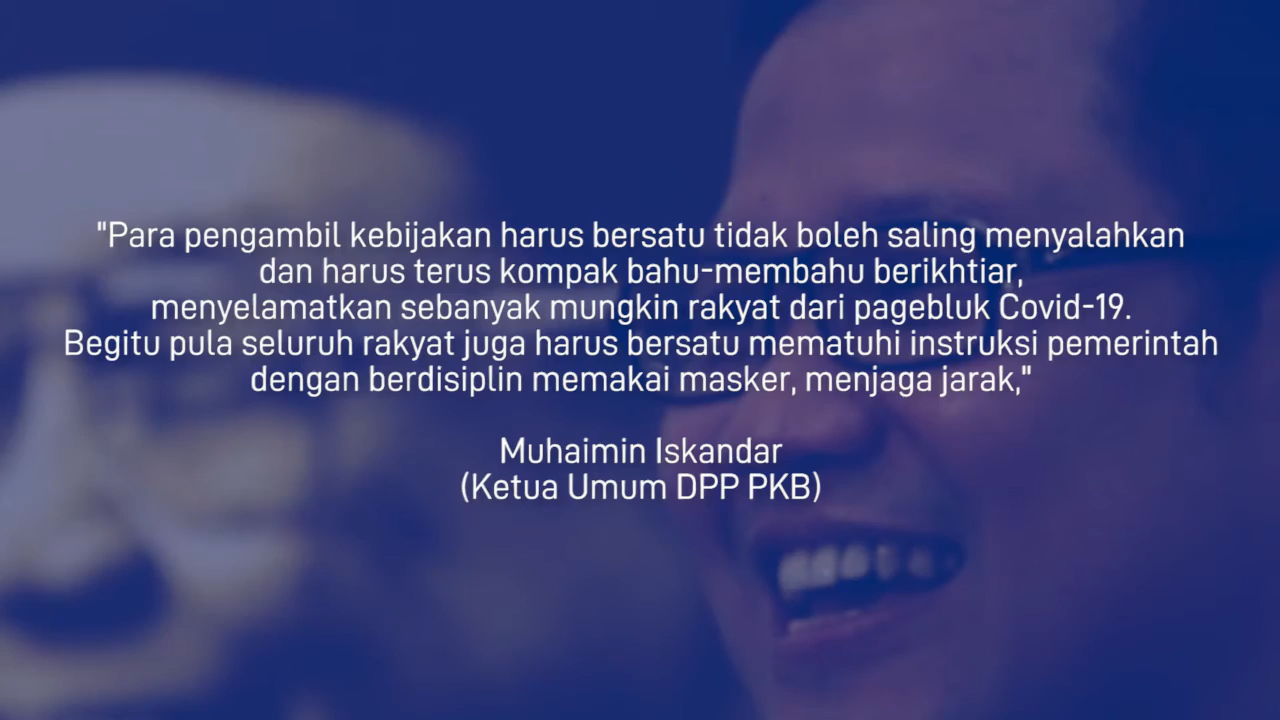 "Para pengambil kebijakan harus bersatu tidak boleh saling menyalahkan
dan harus terus kompak bahu-membahu berikhtiar,
menyelamatkan sebanyak mungkin rakyat dari pagebluk Covid-19.
Begitu pula seluruh rakyat juga harus bersatu mematuhi instruksi pemerintah
dengan berdisiplin memakai masker, menjaga jarak,"
Muhaimin Iskandar
(Ketua Umum DPP PKB)